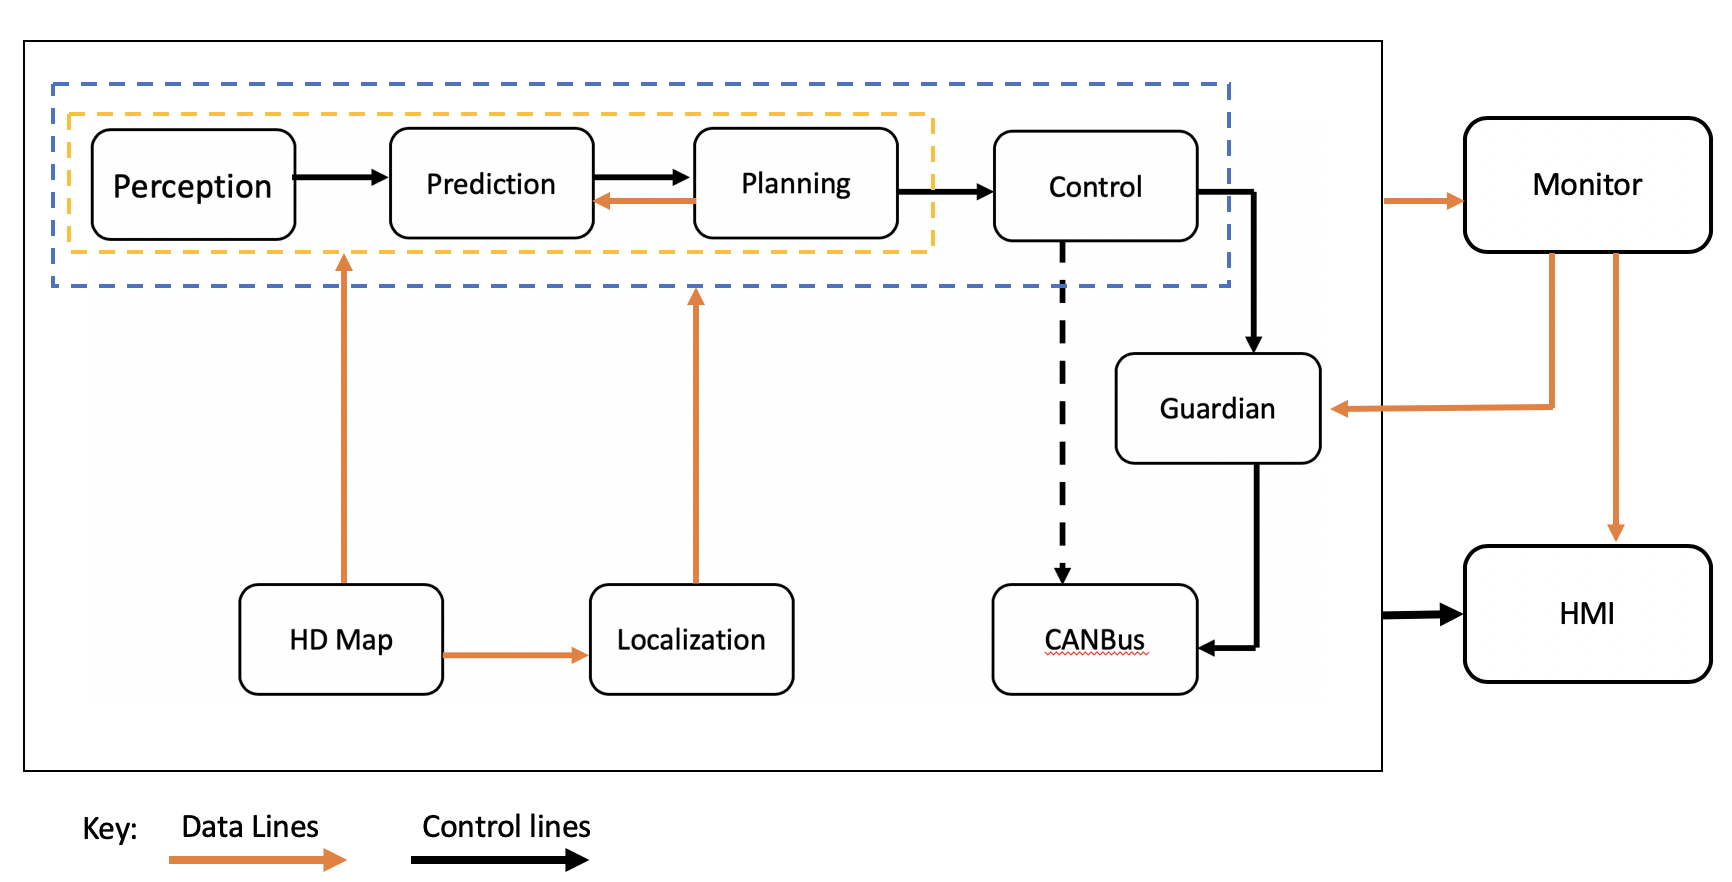 Perception
Prediction
Planning
Control
Monitor
Guardian
HD Map
Localization
CANBus
HMI
Key:
Data Lines
Control lines